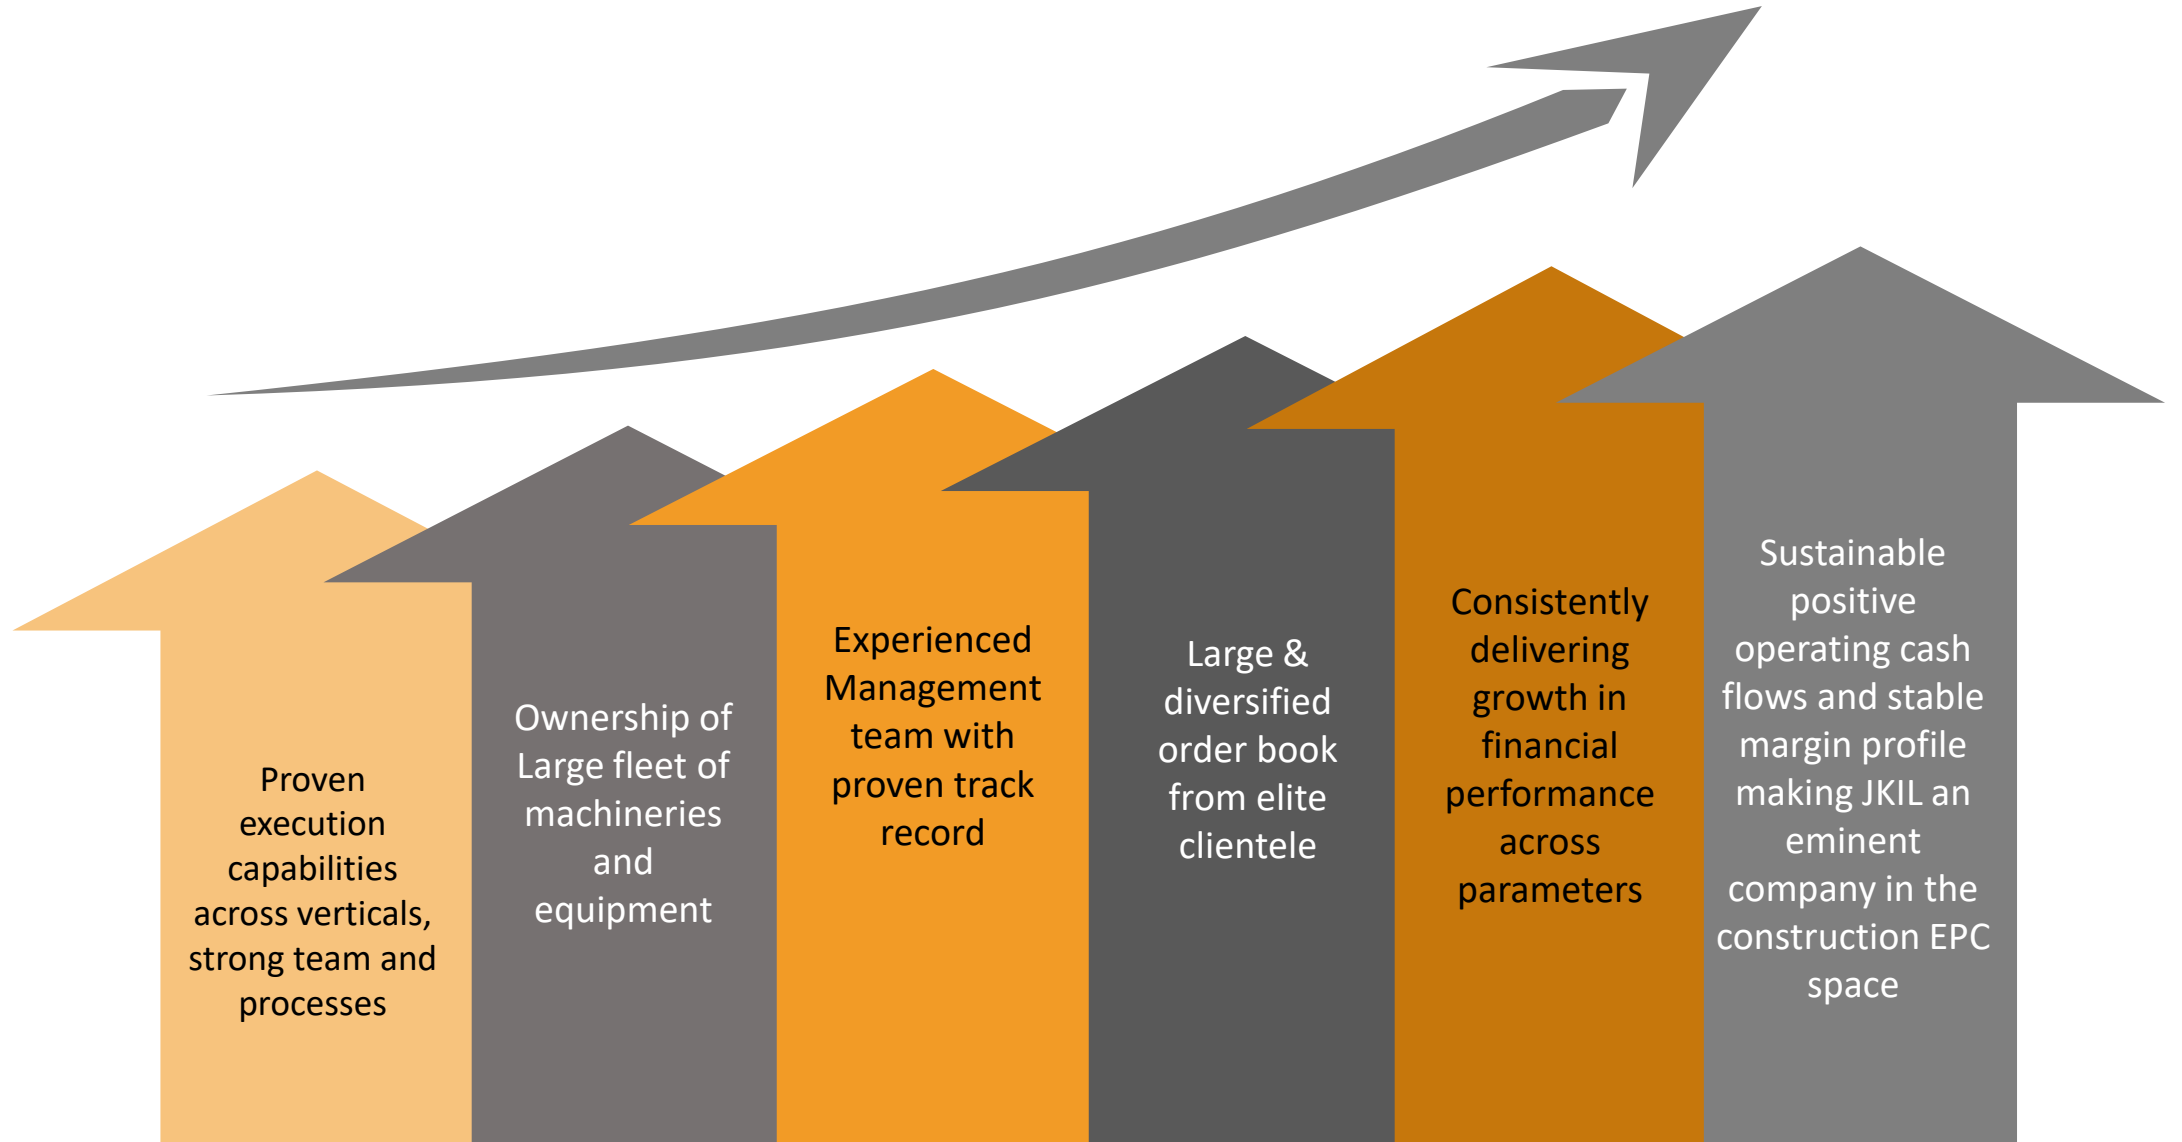 Proven
execution
capabilities
across verticals,
strong team and
processes
Ownership of
Large fleet of
machineries
and
equipment
Experienced
Management
team with
proven track
record
Large &
diversified
order book
from elite
clientele
Consistently
delivering
growth in
financial
performance
across
parameters
Sustainable
positive
operating cash
flows and stable
margin profile
making JKIL an
eminent
company in the
construction EPC
space